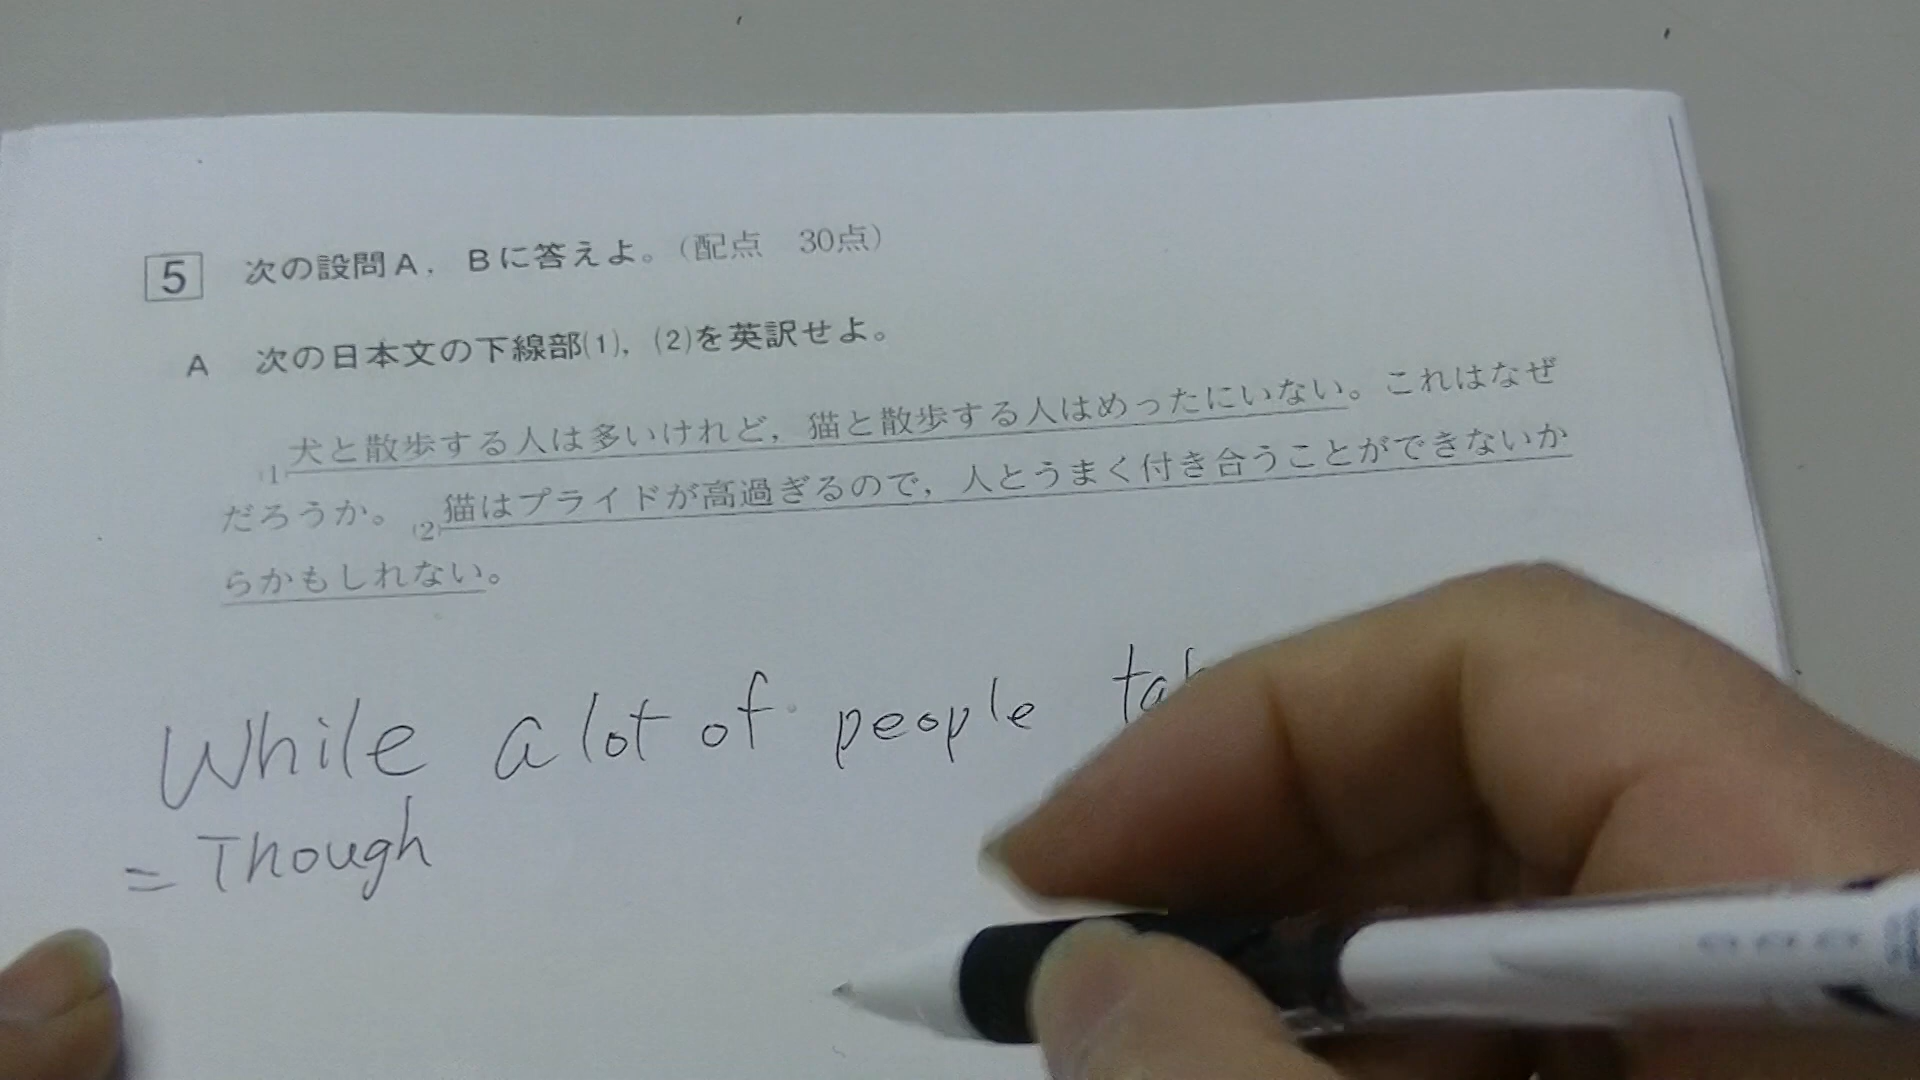 5 次の設問A，Bに答えよ。（配点 30点）
A 次の日本文の下線部(1)，(2)を英訳せよ。
(1)犬と散歩する人は多いけれど，猫と散歩する人はめったにいない。これはなぜ
だろうか。(2)猫はプライドが高過ぎるので，人とうまく付き合うことができないか
らかもしれない。
While a lot of people
= Though